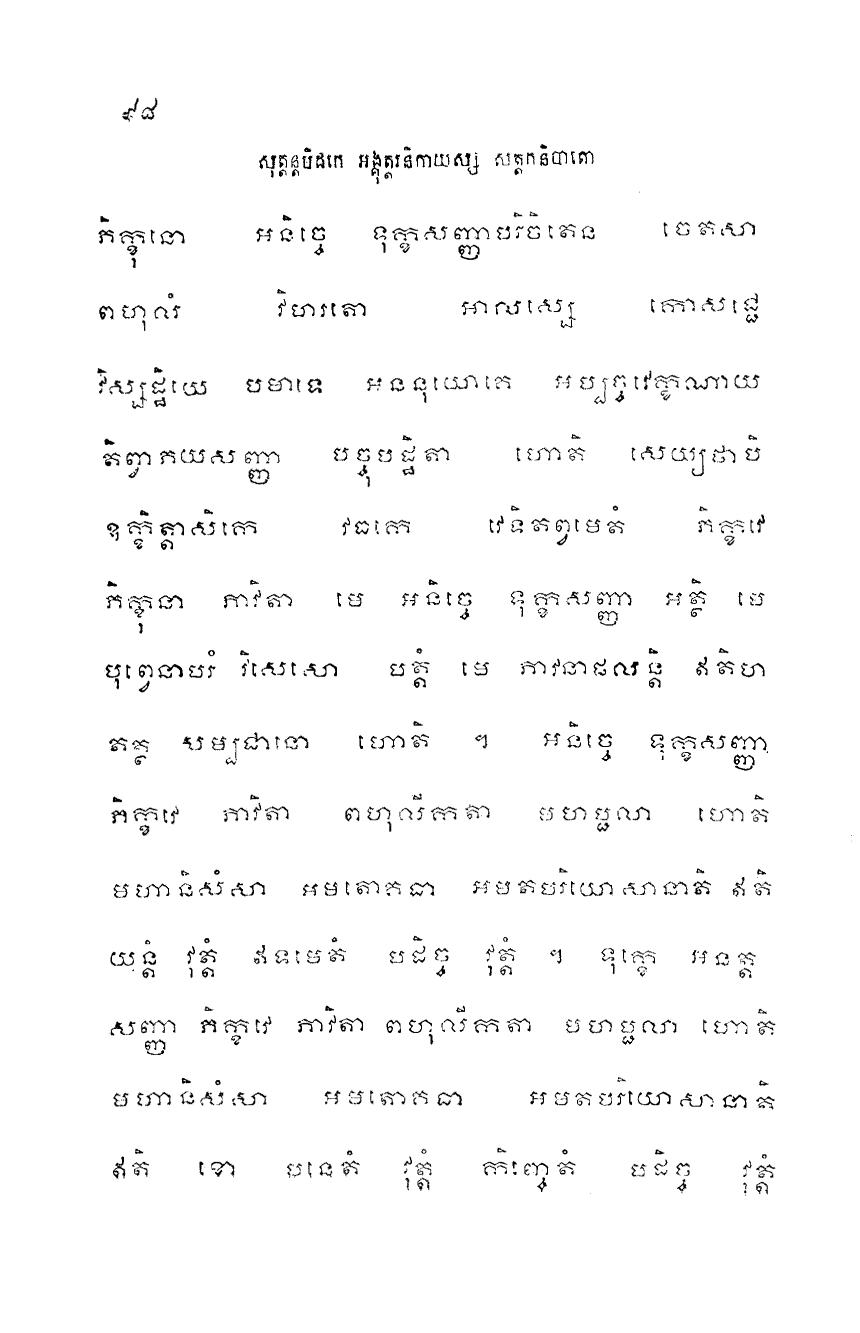 ៩៨
សុត្តន្តបិដកេ អង្គុត្តរនិកាយស្ស សត្តកនិបាតោ
ភិក្ខុនោ អនិច្ចេ ទុក្ខសញ្ញាបរិចិតេន ចេតសា
ពហុលំ វិហរតោ អាលស្សេ កោសជ្ជេ
វិស្សដ្ឋិយេ បមាទេ អននុយោគេ អប្បច្ចវេក្ខណាយ
តិព្វាភយសញ្ញា បច្ចុបដ្ឋិតា ហោតិ សេយ្យថាបិ
ឧក្ខិត្តាសិកេ វធកេ វេទិតព្វមេតំ ភិក្ខវេ
ភិក្ខុនា ភាវិតា មេ អនិច្ចេ ទុក្ខសញ្ញា អត្ថិ មេ
បុព្វេនាបរំ វិសេសោ បត្តំ មេ ភាវនាផលន្តិ ឥតិហ
តត្ថ សម្បជានោ ហោតិ ។ អនិច្ចេ ទុក្ខសញ្ញា
ភិក្ខវេ ភាវិតា ពហុលីកតា មហប្ផលា ហោតិ
មហានិសំសា អមតោគធា អមតបរិយោសានាតិ ឥតិ
យន្តំ វុត្តំ ឥទមេតំ បដិច្ច វុត្តំ ។ ទុក្ខេ អនត្ត
សញ្ញា ភិក្ខវេ ភាវិតា ពហុលីកតា មហប្ផលា ហោតិ
មហានិសំសា អមតោគធា អមតបរិយោសានាតិ
ឥតិ ខោ បនេតំ វុត្តំ កិញ្ចេតំ បដិច្ច វុត្តំ